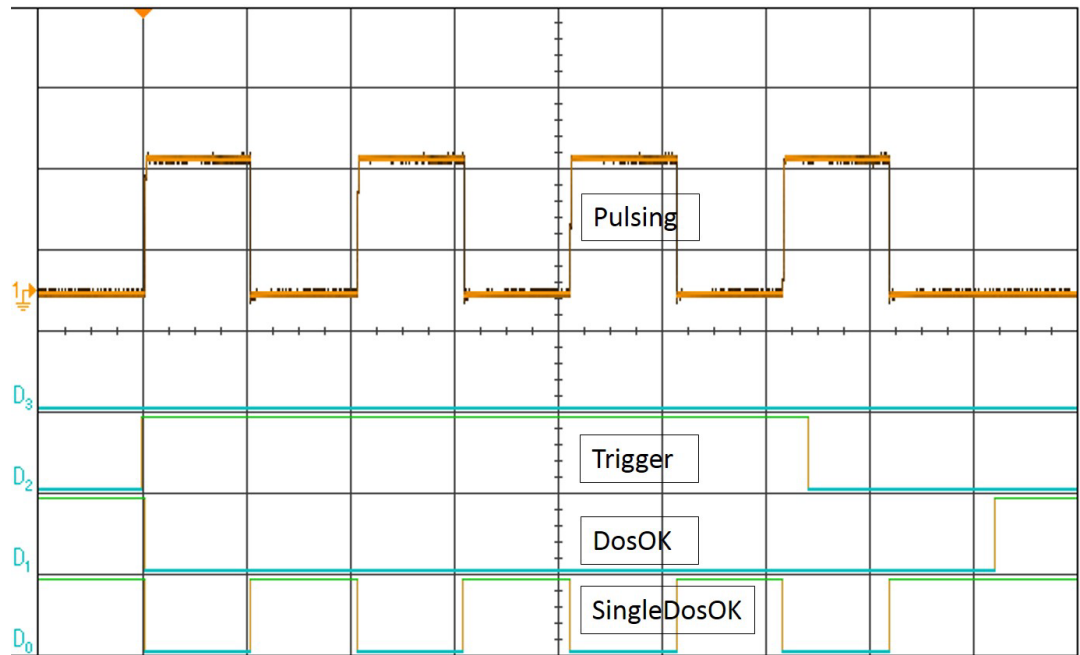 Pulsing
1
D3
Trigger
D2
DosOK
D1
SingleDosOK
D0